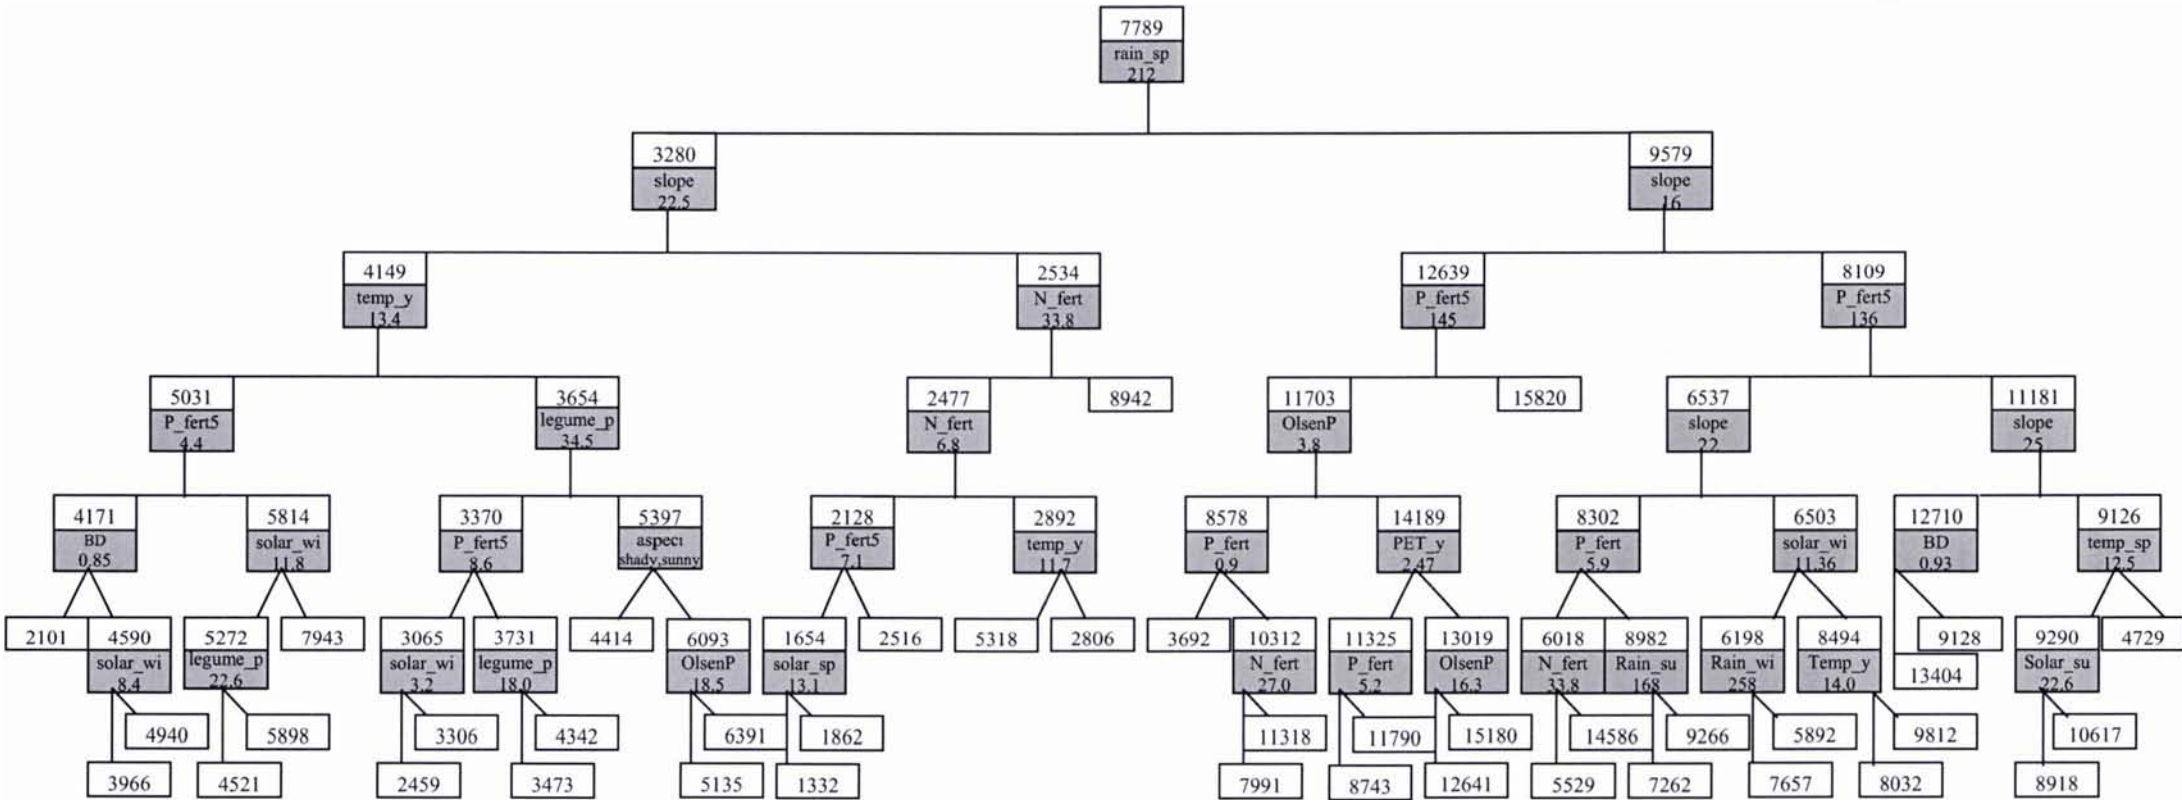 7789
rain_sp
212
3280
slope
22.5
9579
slope
16
4149
temp_y
13.4
2534
N_fert
33.8
12639
P_fert5
145
8109
P_fert5
136
5031
P_fert5
4.4
3654
legume_p
34.5
2477
N_fert
6.8
8942
11703
OlsenP
3.8
15820
6537
slope
22
11181
slope
25
4171
BD
0.85
5814
solar_wi
11.8
3370
P_fert5
8.6
5397
aspect
shady,sunny
2128
P_fert5
7.1
2892
temp_y
11.7
8578
P_fert
0.9
14189
PET_y
2.47
8302
P_fert
5.9
6503
solar_wi
11.36
12710
BD
0.93
9126
temp_sp
12.5
2101
4590
solar_wi
8.4
5272
legume_p
22.6
7943
3065
solar_wi
3.2
3731
legume_p
18.0
4414
6093
OlsenP
18.5
1654
solar_sp
13.1
2516
5318
2806
3692
10312
N_fert
27.0
11325
P_fert
5.2
13019
OlsenP
16.3
6018
N_fert
33.8
8982
Rain_su
168
6198
Rain_wi
258
8494
Temp_y
14.0
9128
13404
9290
Solar_su
22.6
4729
4940
5898
3306
4342
6391
1862
11318
11790
15180
14586
9266
5892
9812
10617
3966
4521
2459
3473
5135
1332
7991
8743
12641
5529
7262
7657
8032
8918